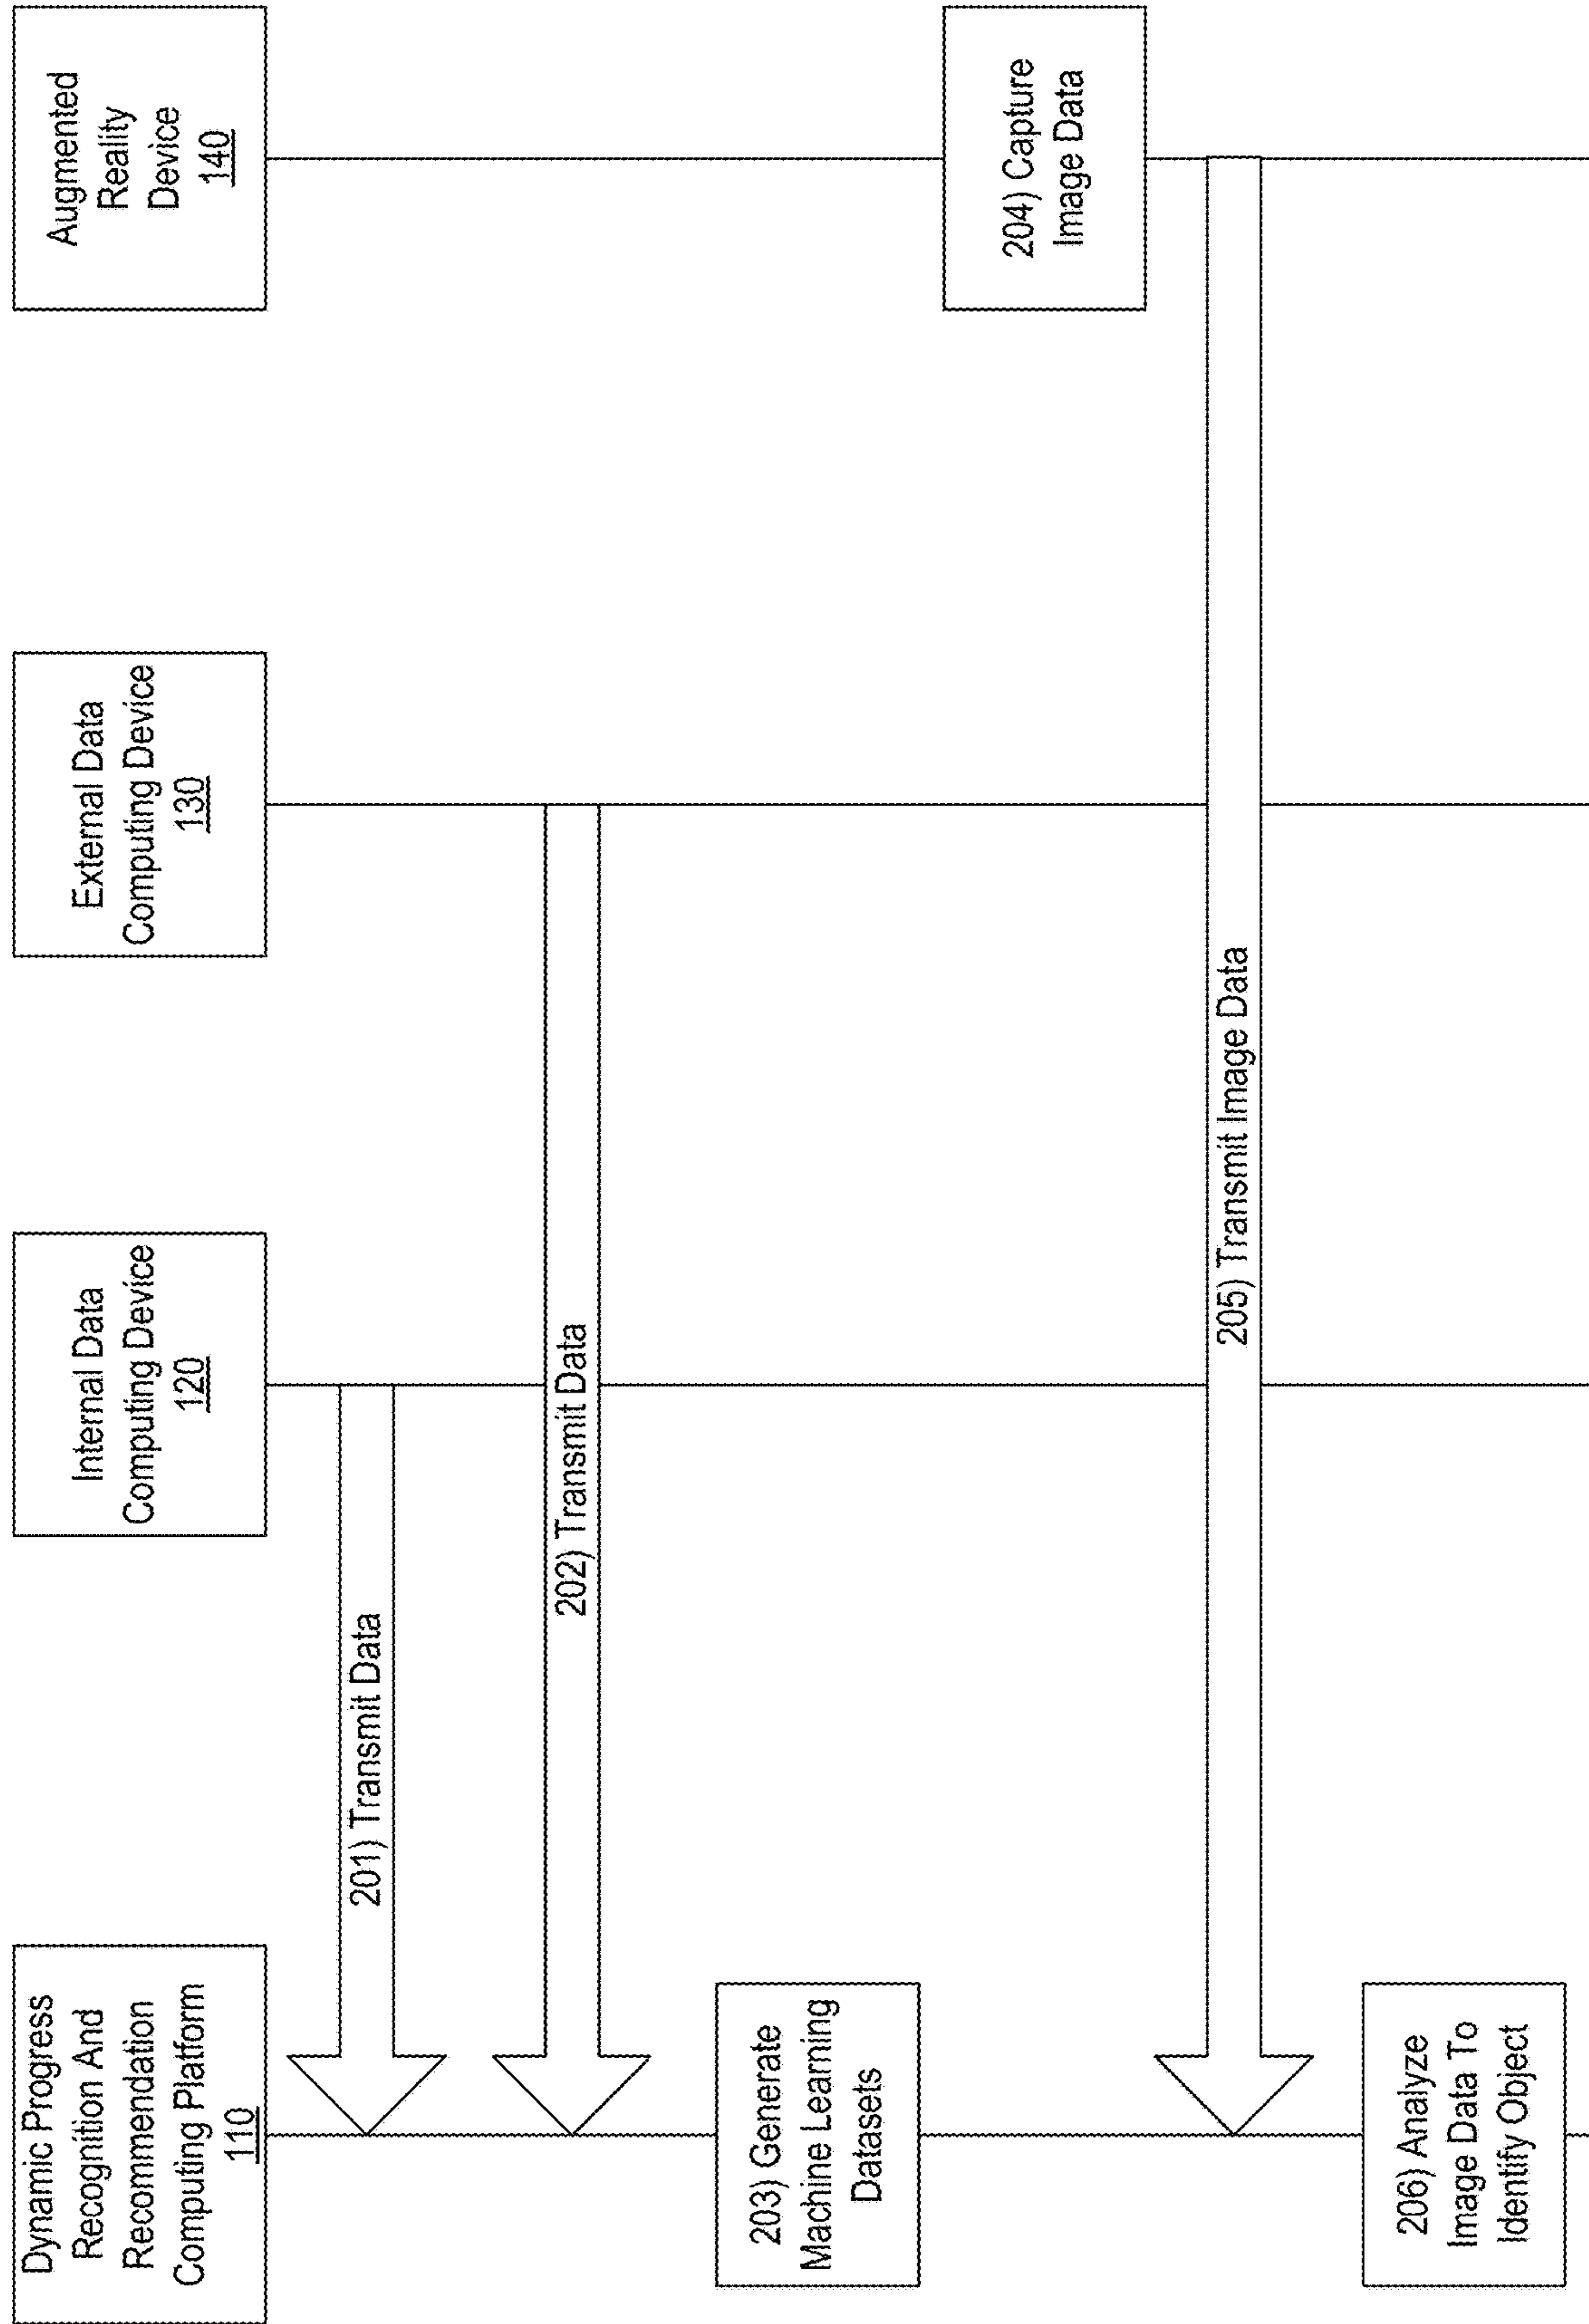 Dynamic Progress
Recognition And
Recommendation
Computing Platform
110
Internal Data
Computing Device
120
External Data
Computing Device
130
Augmented
Reality
Device
140
201) Transmit Data
202) Transmit Data
203) Generate
Machine Learning
Datasets
204) Capture
Image Data
205) Transmit Image Data
206) Analyze
Image Data To
Identify Object